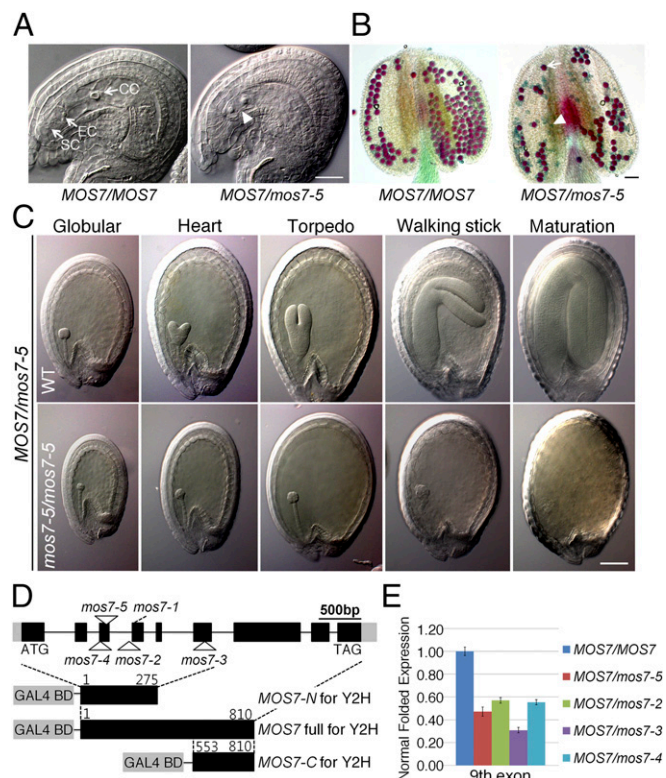 A
B
CC
EC
SC
MOS7/MOS7
MOS7/mos7-5
MOS7/MOS7
MOS7/mos7-5
C
Globular
Heart
Torpedo
Walking stick
Maturation
MOS7/mos7-5
WT
mos7-5/mos7-5
D
mos7-5
mos7-1
500bp
ATG
TAG
mos7-4
mos7-2
mos7-3
1
275
GAL4 BD
MOS7-N for Y2H
1
810
GAL4 BD
MOS7 full for Y2H
553
810
GAL4 BD
MOS7-C for Y2H
E
Normal Folded Expression
1.20
1.00
0.80
0.60
0.40
0.20
0.00
9th exon
MOS7/MOS7
MOS7/mos7-5
MOS7/mos7-2
MOS7/mos7-3
MOS7/mos7-4